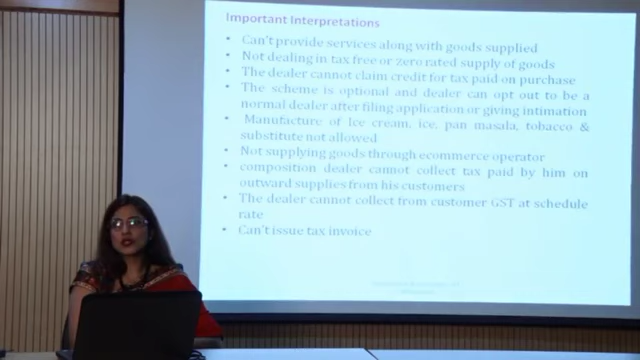 Important Interpretations
• Can't provide services along with goods supplied
• Not dealing in tax free or zero rated supply of goods
• The dealer cannot claim credit for tax paid on purchase
• The scheme is optional and dealer can opt out to be a
normal dealer after filing application or giving intimation
• Manufacture of Ice cream, ice, pan masala, tobacco &
substitute not allowed
• Not supplying goods through ecommerce operator
• composition dealer cannot collect tax paid by him on
outward supplies from his customers
• The dealer cannot collect from customer GST at schedule
rate
• Can't issue tax invoice